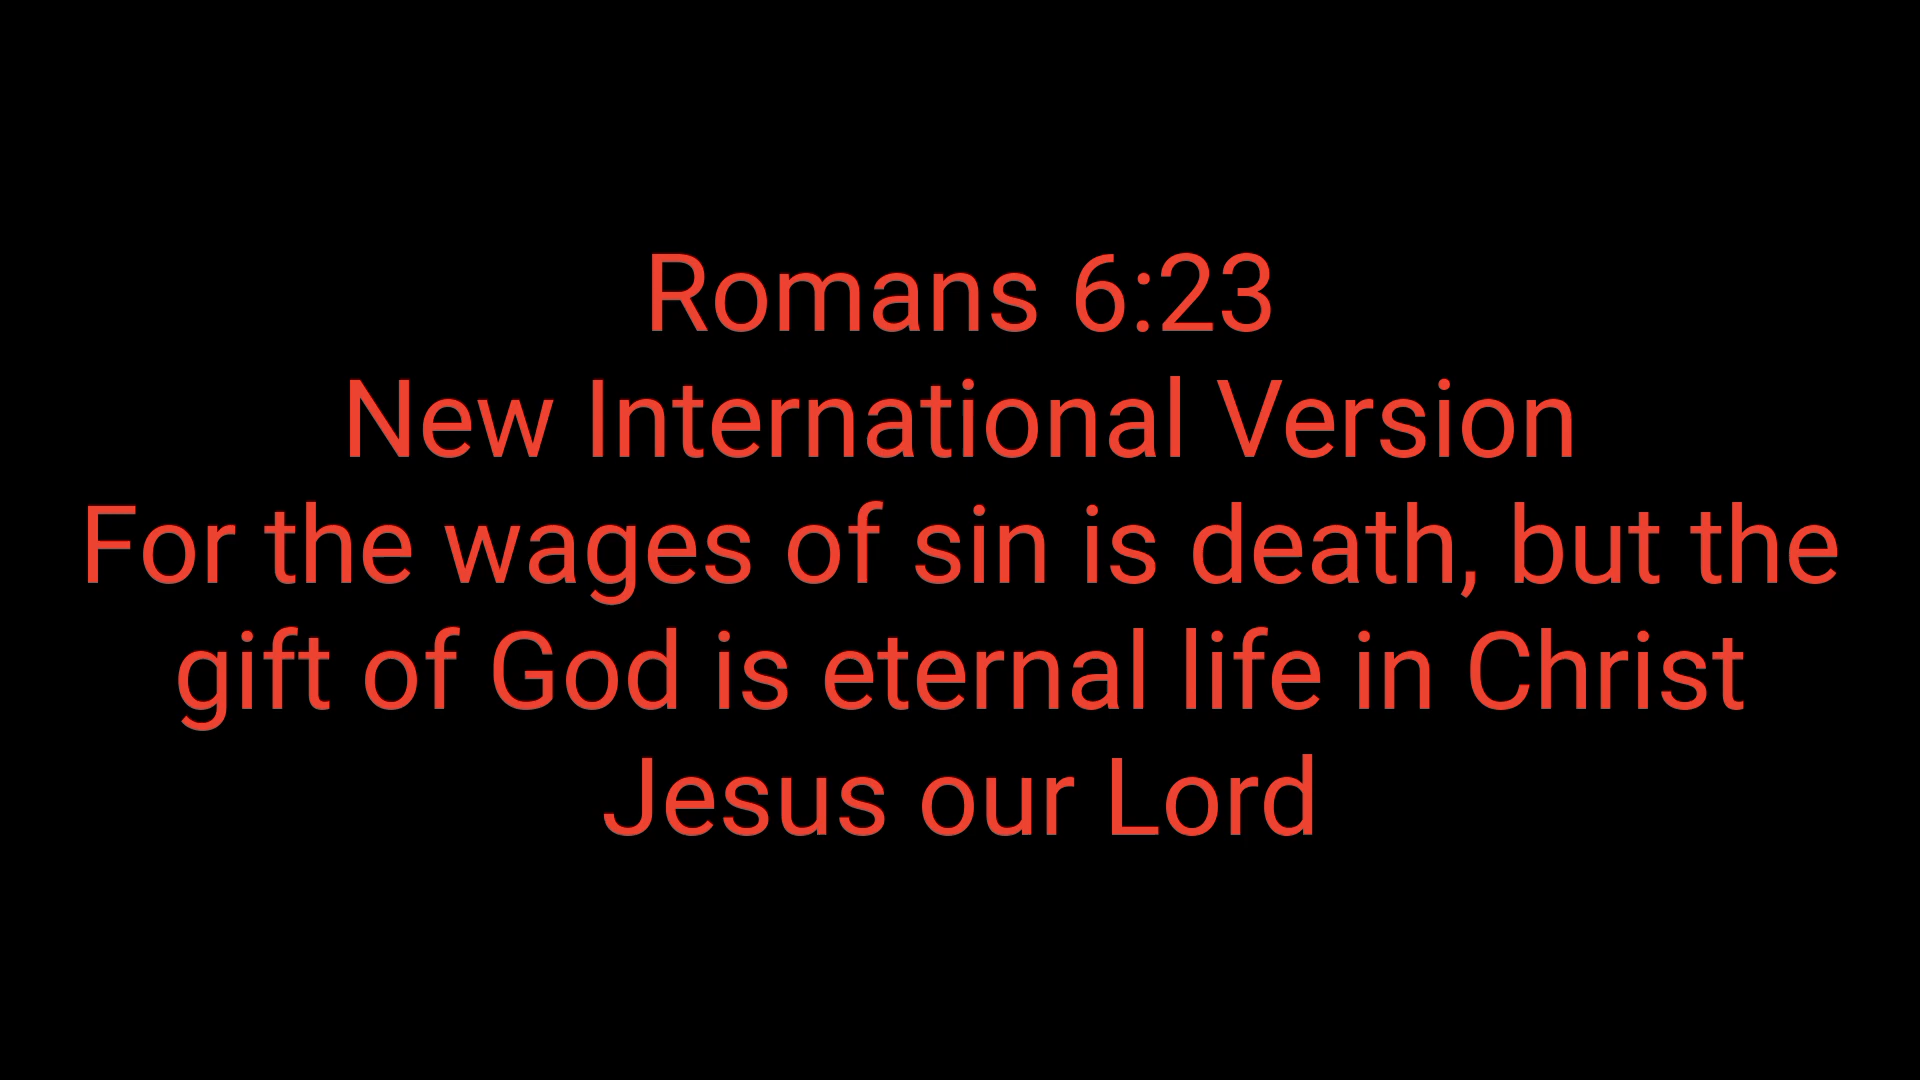 Romans 6:23
New International Version
For the wages of sin is death, but the
gift of God is eternal life in Christ
Jesus our Lord